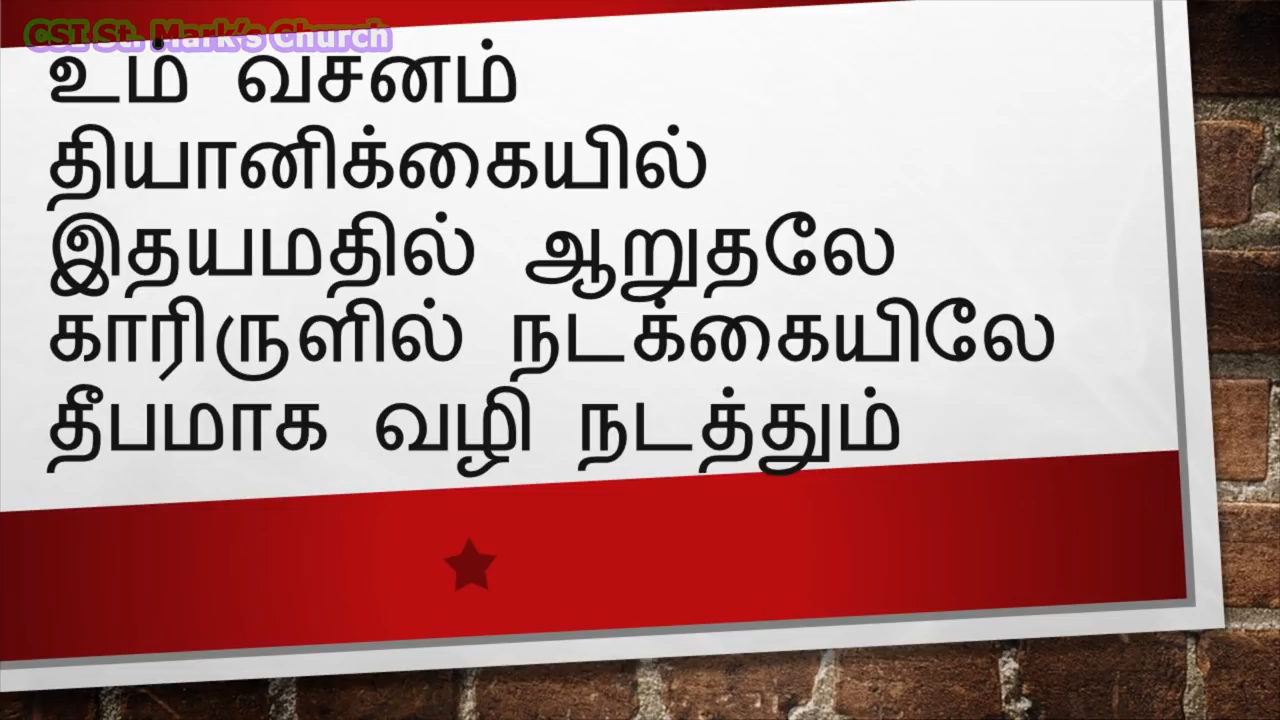 CSI St. Mark's Church
உம் வசனம்
தியானிக்கையில்
இதயமதில் ஆறுதலே
காரிருளில் நடக்கையிலே
தீபமாக வழி நடத்தும்